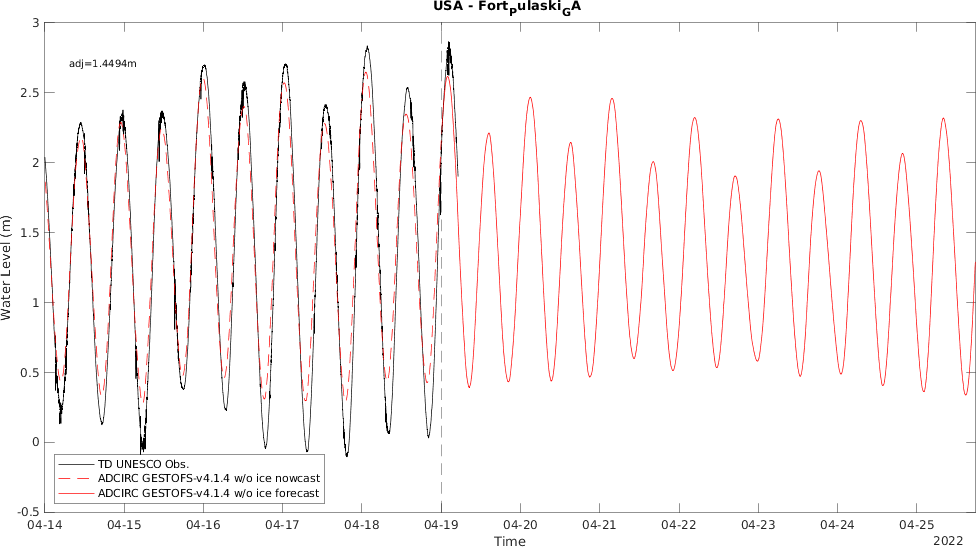 USA - Fort_Pulaski_GA
adj=1.4494m
3
2.5
2
1.5
1
0.5
0
-0.5
Water Level (m)
TD UNESCO Obs.
ADCIRC GESTOFS-v4.1.4 w/o ice nowcast
ADCIRC GESTOFS-v4.1.4 w/o ice forecast
04-14 04-15 04-16 04-17 04-18 04-19 04-20 04-21 04-22 04-23 04-24 04-25
Time
2022